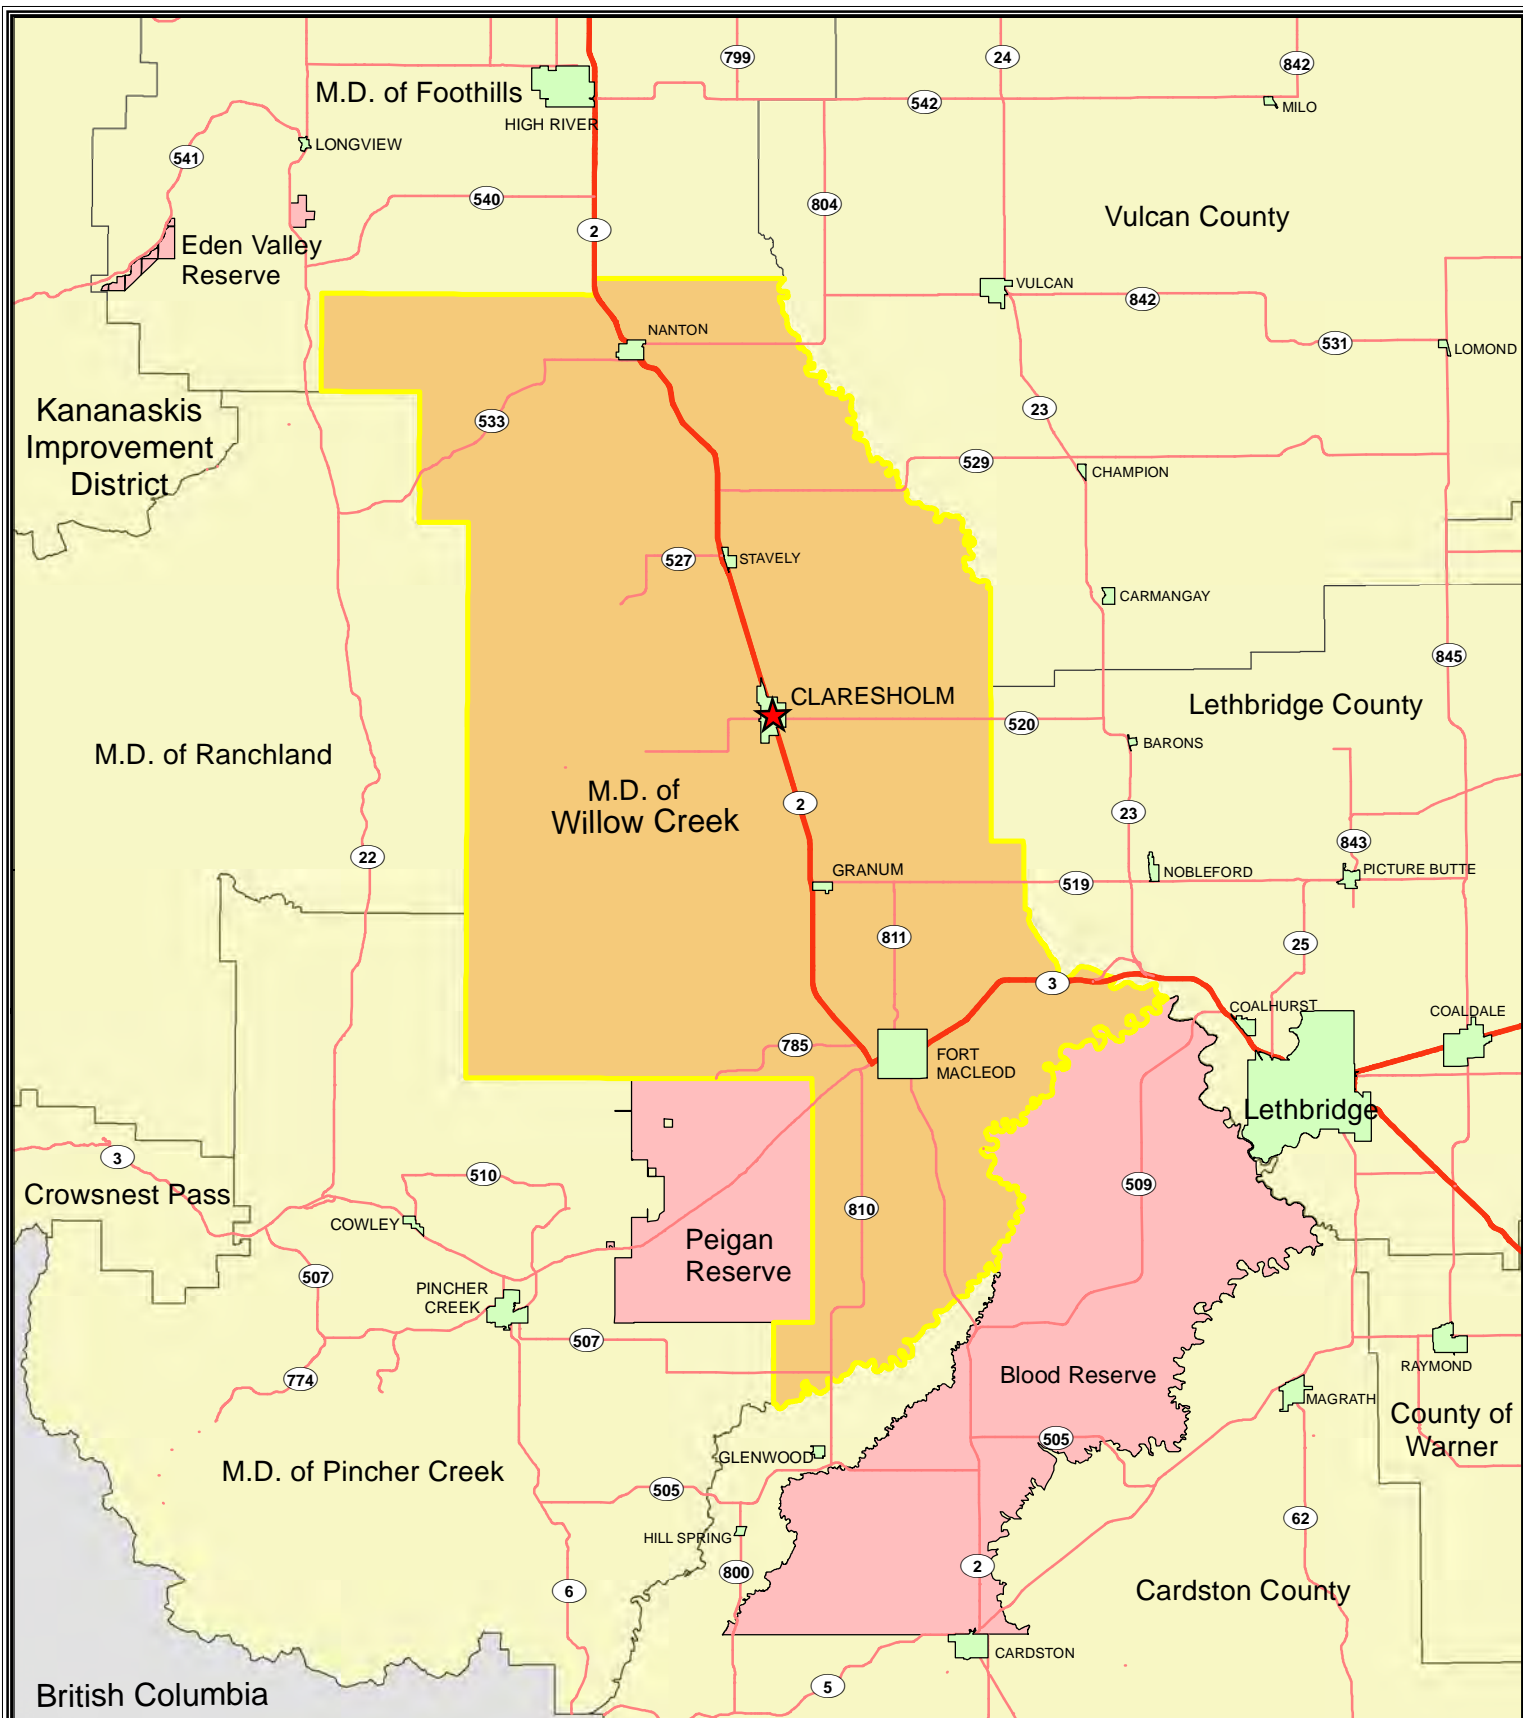 799
24
842
M.D. of Foothills
542
MILO
HIGH RIVER
LONGVIEW
541
540
804
Vulcan County
2
Eden Valley
Reserve
VULCAN
842
NANTON
531
LOMOND
Kananaskis
Improvement
District
533
23
529
CHAMPION
527
STAVELY
CARMANGAY
845
CLARESHOLM
Lethbridge County
520
M.D. of Ranchland
BARONS
M.D. of
Willow Creek
2
23
843
22
GRANUM
519
NOBLEFORD
PICTURE BUTTE
811
25
3
COALHURST
COALDALE
785
FORT
MACLEOD
Lethbridge
3
Crowsnest Pass
510
509
COWLEY
810
Peigan
Reserve
507
PINCHER
CREEK
507
RAYMOND
774
Blood Reserve
MAGRATH
County of
Warner
505
GLENWOOD
M.D. of Pincher Creek
505
62
HILL SPRING
800
2
6
Cardston County
CARDSTON
5
British Columbia